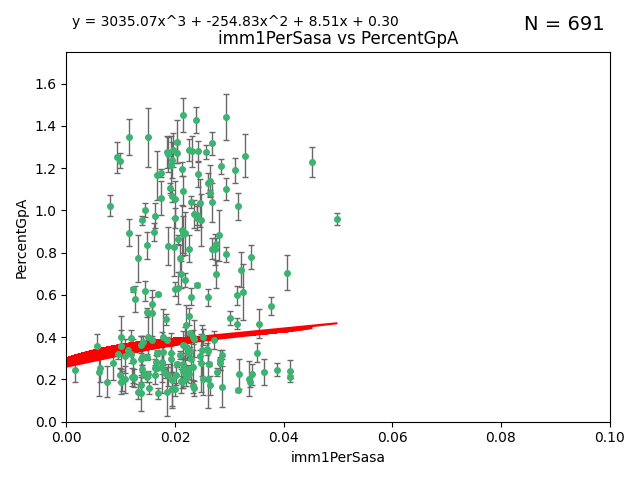 y = 3035.07x^3 + -254.83x^2 + 8.51x + 0.30
N = 691
imm1PerSasa vs PercentGpA
PercentGpA
1.6
1.4
1.2
1.0
0.8
0.6
0.4
0.2
0.0
0.00 0.02 0.04 0.06 0.08 0.10
imm1PerSasa